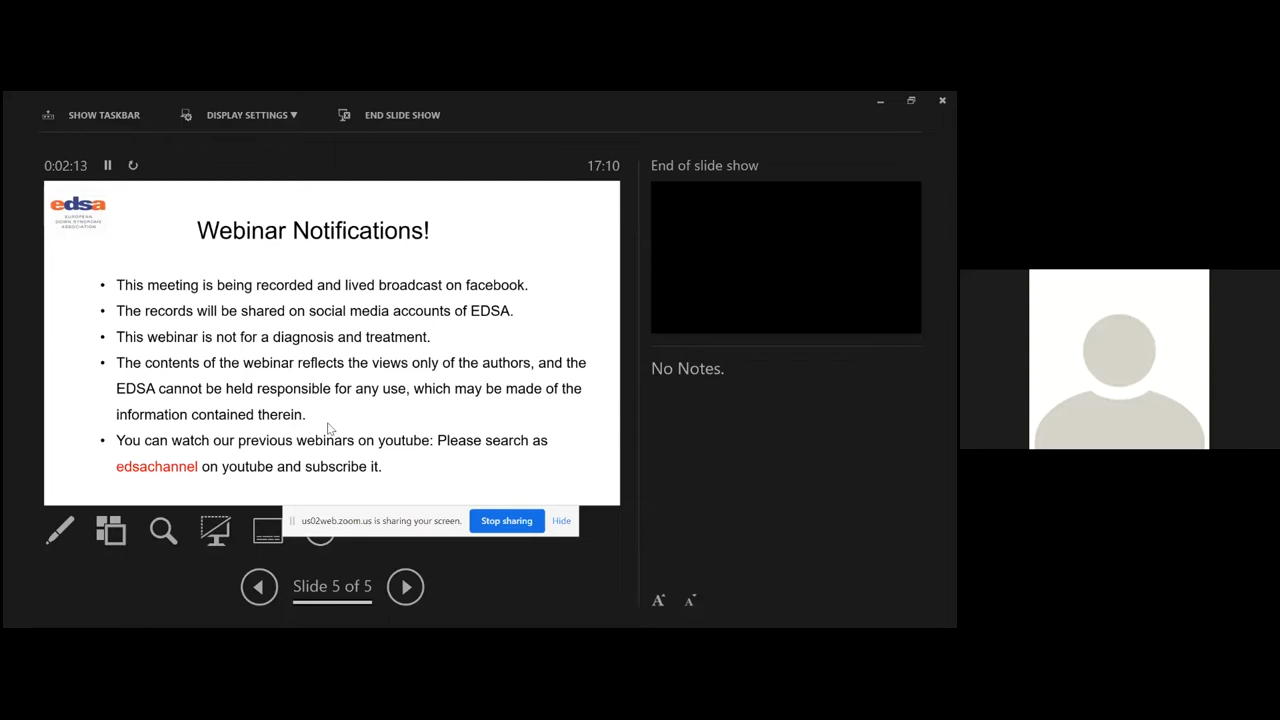 SHOW TASKBAR DISPLAY SETTINGS ▼ END SLIDE SHOW
0:02:13 17:10 End of slide show
edsa
EUROPEAN
DOWN SYNDROME
ASSOCIATION
Webinar Notifications!
• This meeting is being recorded and lived broadcast on facebook.
• The records will be shared on social media accounts of EDSA.
• This webinar is not for a diagnosis and treatment.
• The contents of the webinar reflects the views only of the authors, and the
EDSA cannot be held responsible for any use, which may be made of the
information contained therein.
• You can watch our previous webinars on youtube: Please search as
edsachannel on youtube and subscribe it.
No Notes.
us02web.zoom.us is sharing your screen. Stop sharing Hide
Slide 5 of 5
A A